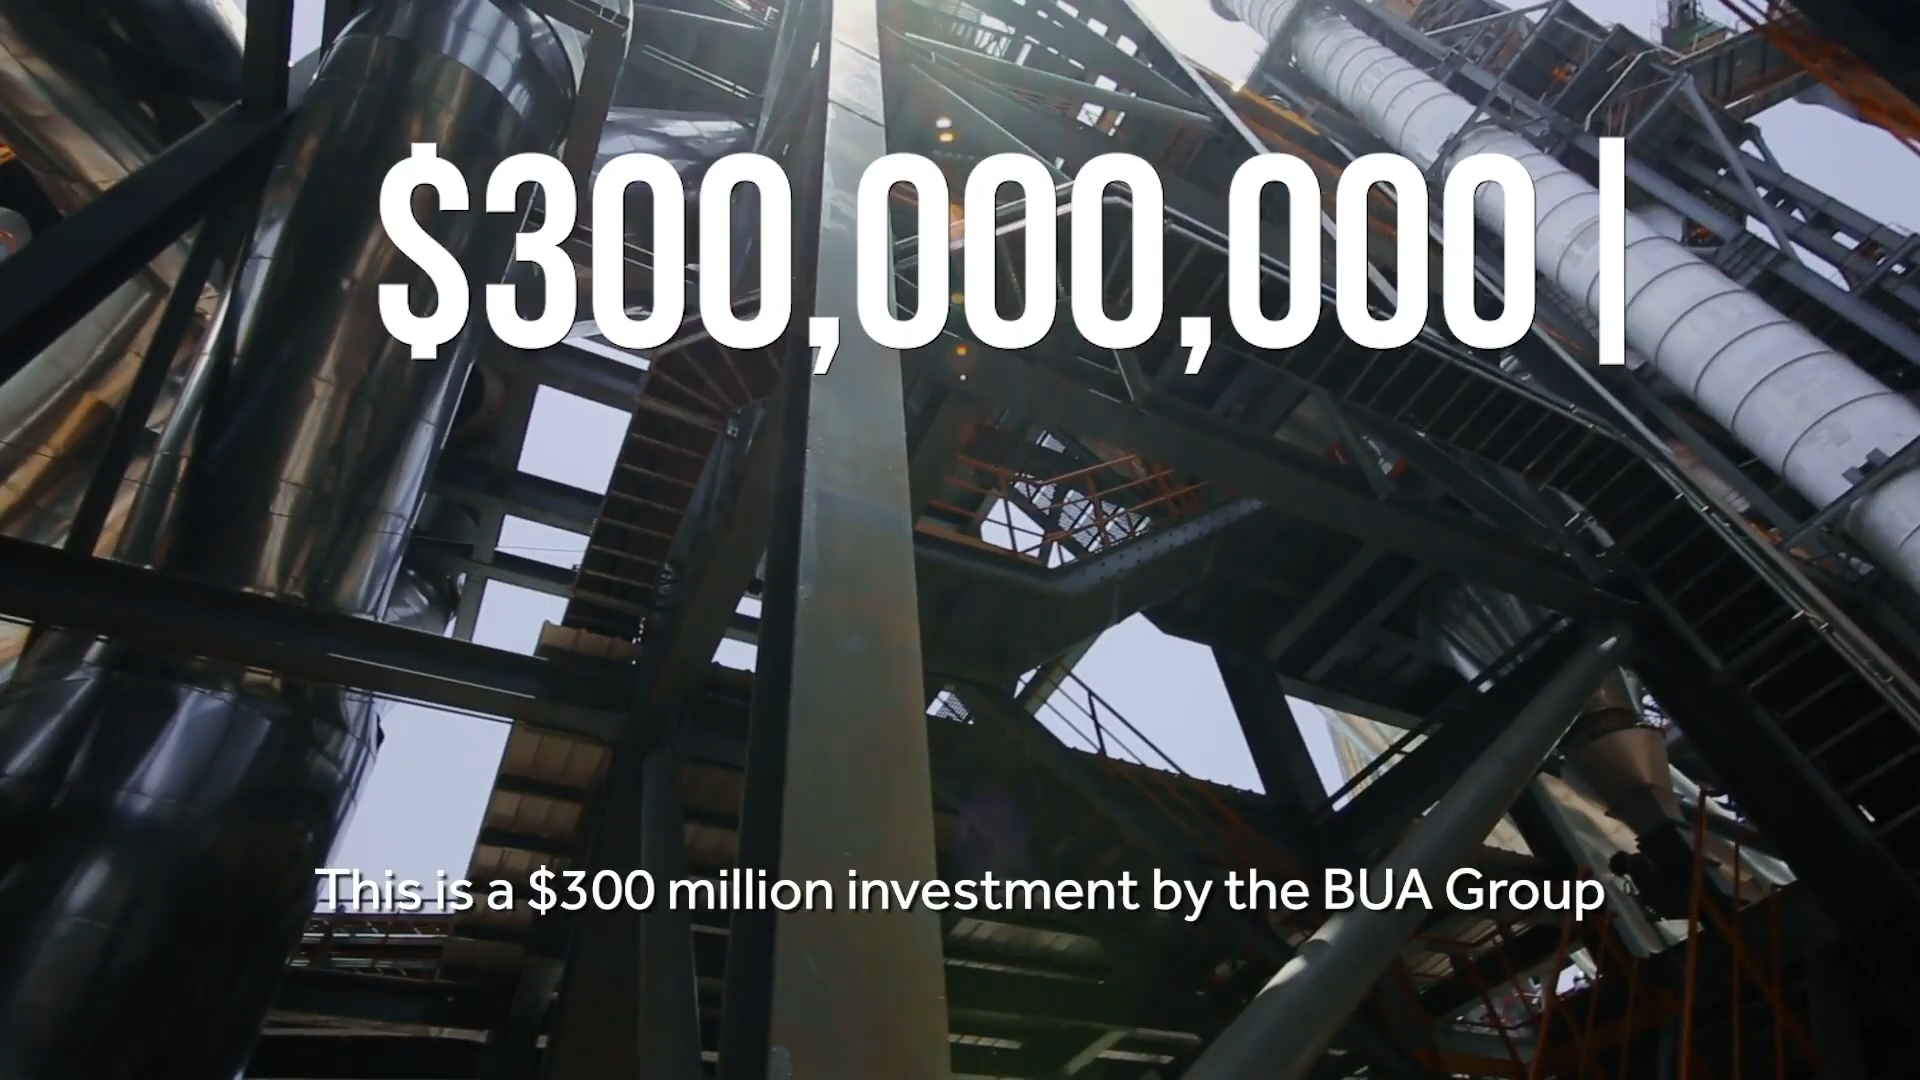 $300,000,000 |
This is a $300 million investment by the BUA Group